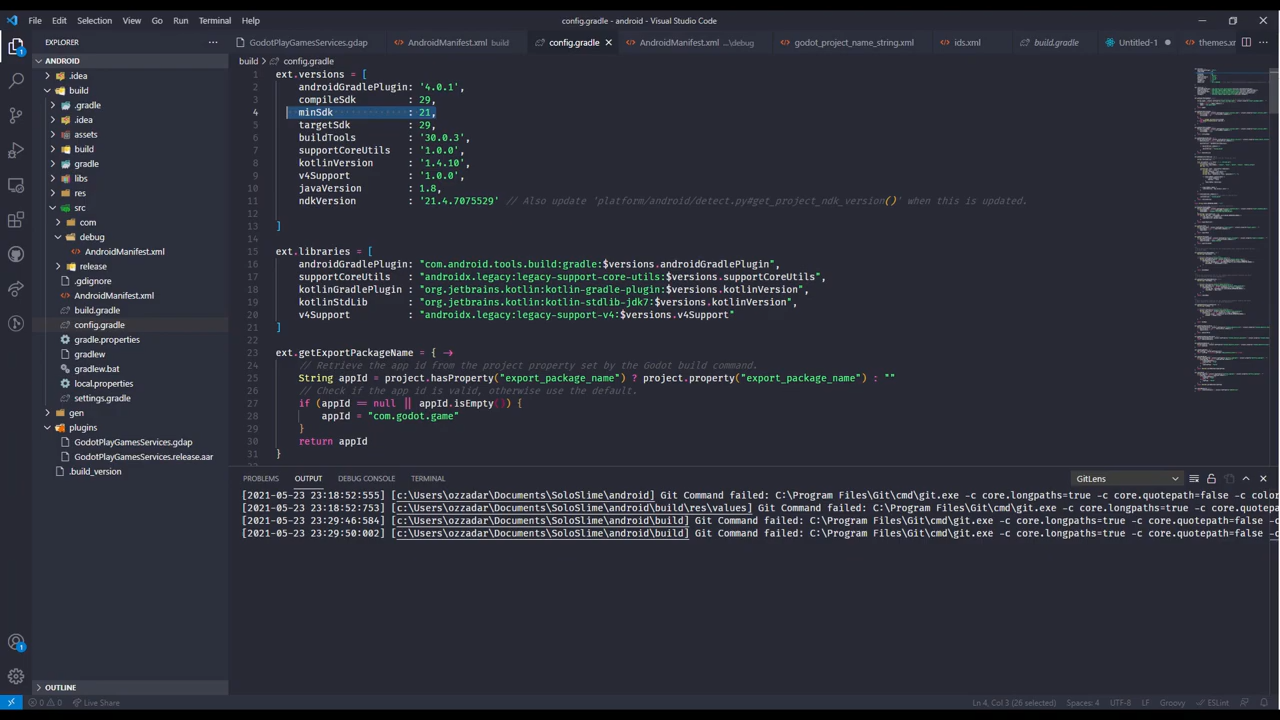 File Edit Selection View Go Run Terminal Help
config.gradle - android - Visual Studio Code
EXPLORER
GodotPlayGamesServices.gdap AndroidManifest.xml build config.gradle AndroidManifest.xml ...\debug godot_project_name_string.xml ids.xml build.gradle Untitled-1 themes.xml
ANDROID
.idea
build
.gradle
.idea
assets
build
gradle
libs
res
src
com
debug
AndroidManifest.xml
release
.gdignore
AndroidManifest.xml
build.gradle
config.gradle
gradle.properties
gradlew
gradlew.bat
local.properties
settings.gradle
gen
plugins
GodotPlayGamesServices.gdap
GodotPlayGamesServices.release.aar
.build_version
OUTLINE
build > config.gradle
1 ext.versions = [
2 androidGradlePlugin: '4.0.1',
3 compileSdk : 29,
4 minSdk : 21,
5 targetSdk : 29,
6 buildTools : '30.0.3',
7 supportCoreUtils : '1.0.0',
8 kotlinVersion : '1.4.10',
9 v4Support : '1.0.0',
10 javaVersion : 1.8,
11 ndkVersion : '21.4.7075529' // Also update 'platform/android/detect.py#get_project_ndk_version()' when this is updated.
12
13 ]
14
15 ext.libraries = [
16 androidGradlePlugin: "com.android.tools.build:gradle:$versions.androidGradlePlugin",
17 supportCoreUtils : "androidx.legacy:legacy-support-core-utils:$versions.supportCoreUtils",
18 kotlinGradlePlugin : "org.jetbrains.kotlin:kotlin-gradle-plugin:$versions.kotlinVersion",
19 kotlinStdLib : "org.jetbrains.kotlin:kotlin-stdlib-jdk7:$versions.kotlinVersion",
20 v4Support : "androidx.legacy:legacy-support-v4:$versions.v4Support"
21 ]
22
23 ext.getExportPackageName = { ->
24 // Retrieve the app id from the project property set by the Godot build command.
25 String appId = project.hasProperty("export_package_name") ? project.property("export_package_name") : ""
26 // Check if the app id is valid, otherwise use the default.
27 if (appId == null || appId.isEmpty()) {
28 appId = "com.godot.game"
29 }
30 return appId
31 }
PROBLEMS OUTPUT DEBUG CONSOLE TERMINAL GitLens
[2021-05-23 23:18:52:555] [c:\Users\ozzadar\Documents\SoloSlime\android] Git Command failed: C:\Program Files\Git\cmd\git.exe -c core.longpaths=true -c core.quotepath=false -c color
[2021-05-23 23:18:52:753] [c:\Users\ozzadar\Documents\SoloSlime\android\build\res\values] Git Command failed: C:\Program Files\Git\cmd\git.exe -c core.longpaths=true -c core.quotep
[2021-05-23 23:29:46:584] [c:\Users\ozzadar\Documents\SoloSlime\android\build] Git Command failed: C:\Program Files\Git\cmd\git.exe -c core.longpaths=true -c core.quotepath=false -c
[2021-05-23 23:29:50:002] [c:\Users\ozzadar\Documents\SoloSlime\android\build] Git Command failed: C:\Program Files\Git\cmd\git.exe -c core.longpaths=true -c core.quotepath=false -c
0 0 Live Share Ln 4, Col 3 (26 selected) Spaces: 4 UTF-8 LF Groovy ESLint